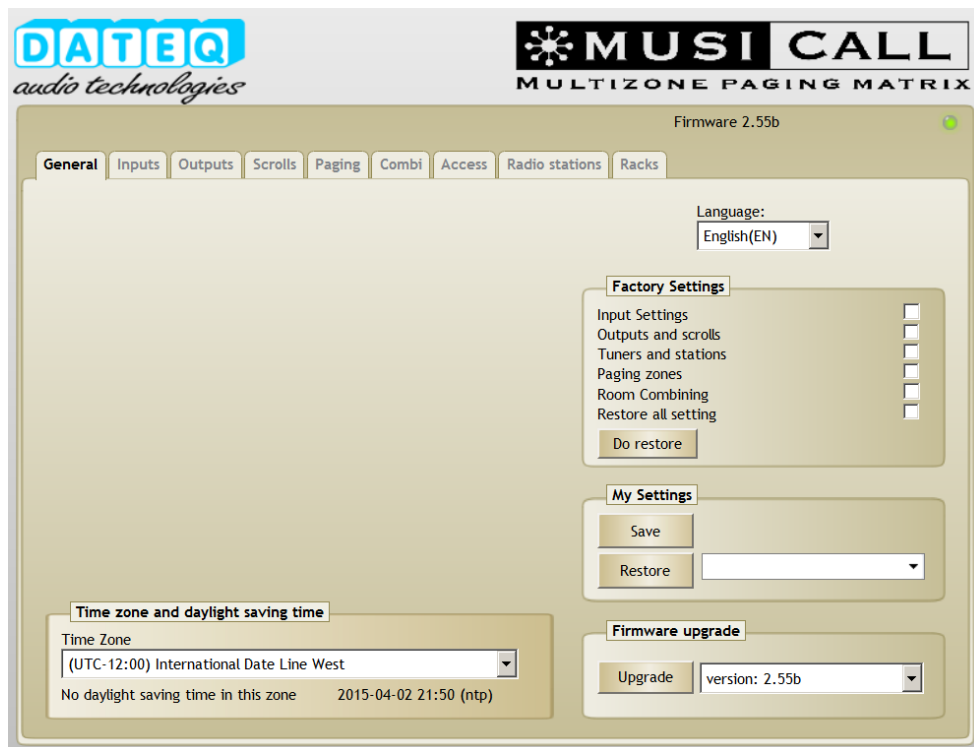 DATEQ
audio technologies
MUSICALL
MULTIZONE PAGING MATRIX
Firmware 2.55b
General Inputs Outputs Scrolls Paging Combi Access Radio stations Racks
Language:
English(EN)
Factory Settings
Input Settings
Outputs and scrolls
Tuners and stations
Paging zones
Room Combining
Restore all setting
Do restore
My Settings
Save
Restore
Time zone and daylight saving time
Time Zone
(UTC-12:00) International Date Line West
No daylight saving time in this zone 2015-04-02 21:50 (ntp)
Firmware upgrade
Upgrade version: 2.55b